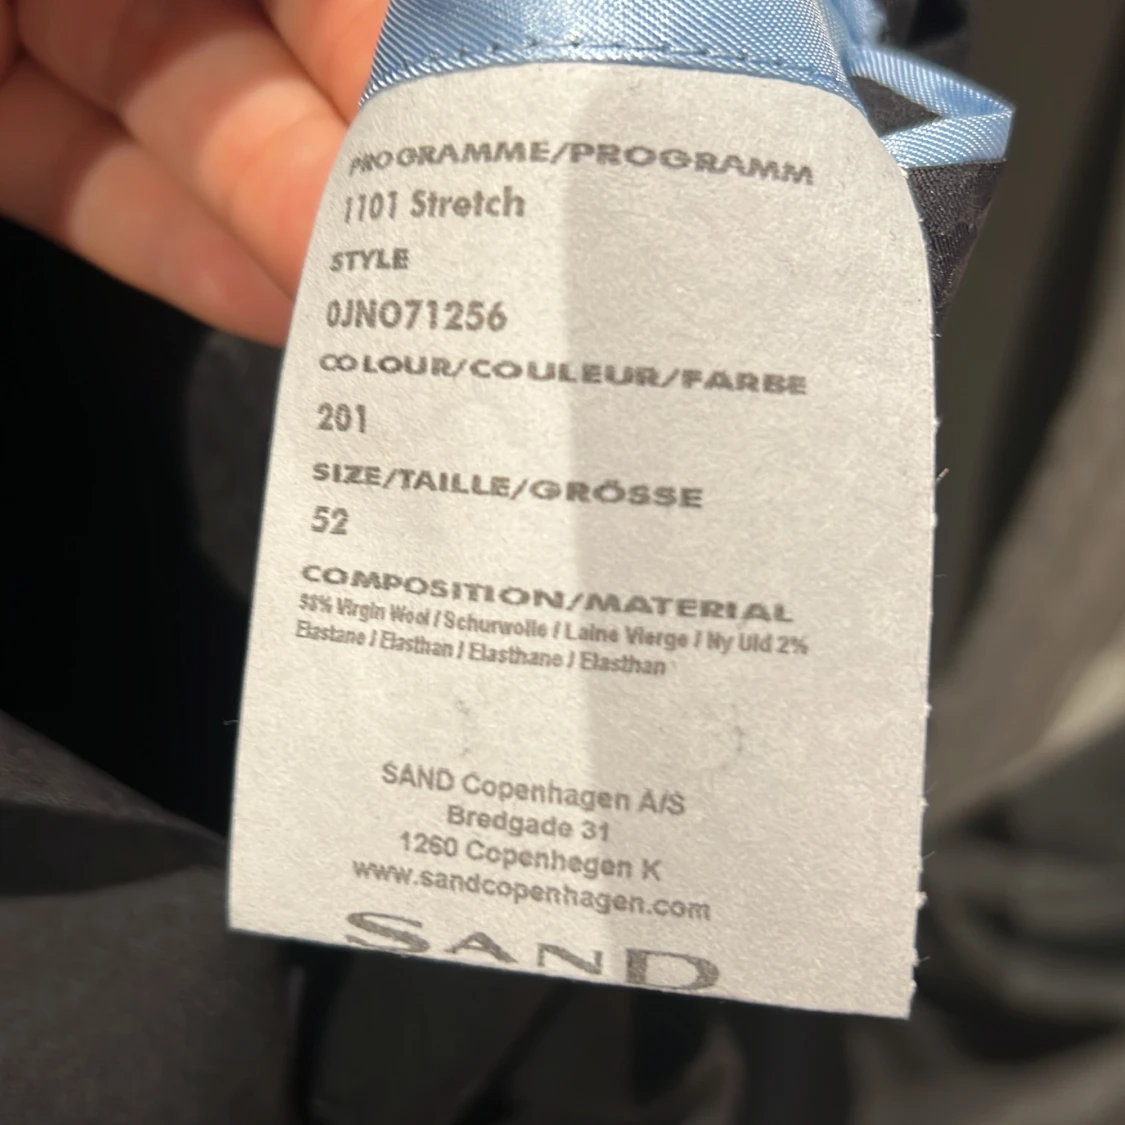 PROGRAMME/PROGRAMM
1101 Stretch
STYLE
0JNO71256
COLOUR/COULEUR/FARBE
201
SIZE/TAILLE/GRÖSSE
52
COMPOSITION/MATERIAL
98% Virgin Wool / Schurwolle / Laine Vierge / Ny Uld 2%
Elastane / Elasthan / Elasthane / Elasthan
SAND Copenhagen A/S
Bredgade 31
1260 Copenhegen K
www.sandcopenhagen.com
SAND